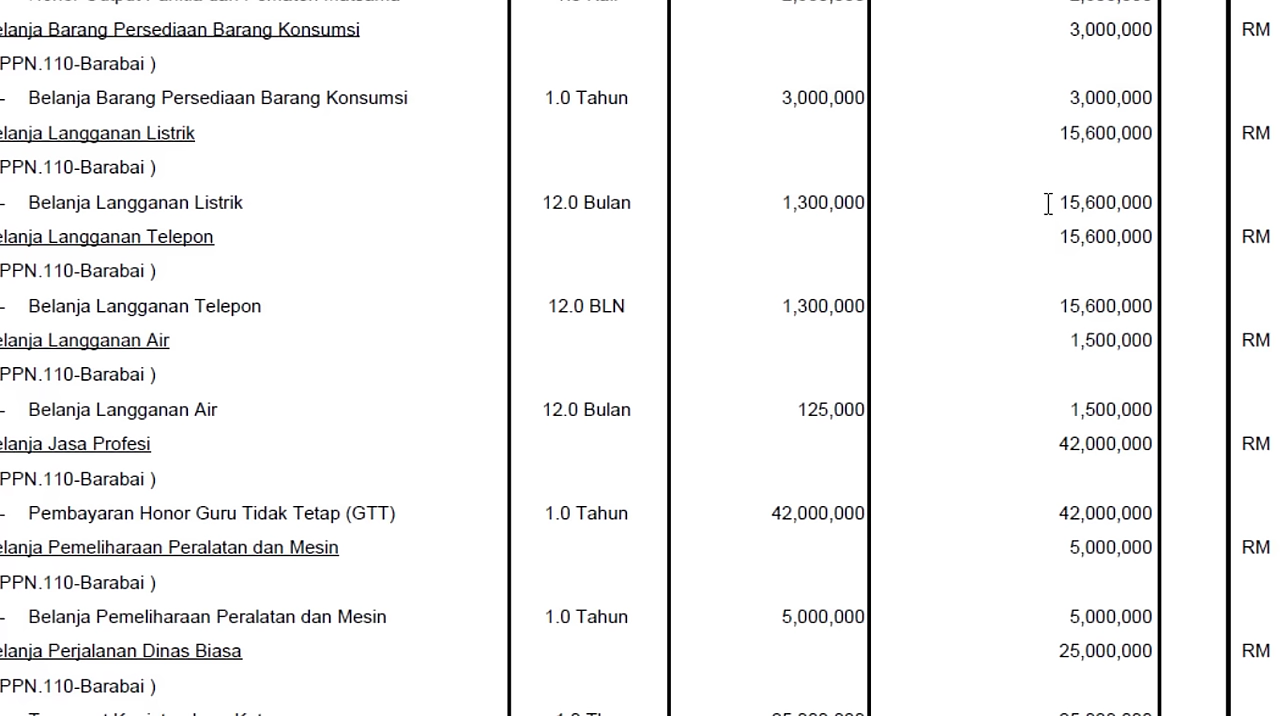 elanja Barang Persediaan Barang Konsumsi 3,000,000 RM
PPN.110-Barabai )
- Belanja Barang Persediaan Barang Konsumsi 1.0 Tahun 3,000,000 3,000,000
elanja Langganan Listrik 15,600,000 RM
PPN.110-Barabai )
- Belanja Langganan Listrik 12.0 Bulan 1,300,000 15,600,000
elanja Langganan Telepon 15,600,000 RM
PPN.110-Barabai )
- Belanja Langganan Telepon 12.0 BLN 1,300,000 15,600,000
elanja Langganan Air 1,500,000 RM
PPN.110-Barabai )
- Belanja Langganan Air 12.0 Bulan 125,000 1,500,000
elanja Jasa Profesi 42,000,000 RM
PPN.110-Barabai )
- Pembayaran Honor Guru Tidak Tetap (GTT) 1.0 Tahun 42,000,000 42,000,000
elanja Pemeliharaan Peralatan dan Mesin 5,000,000 RM
PPN.110-Barabai )
- Belanja Pemeliharaan Peralatan dan Mesin 1.0 Tahun 5,000,000 5,000,000
elanja Perjalanan Dinas Biasa 25,000,000 RM
PPN.110-Barabai )